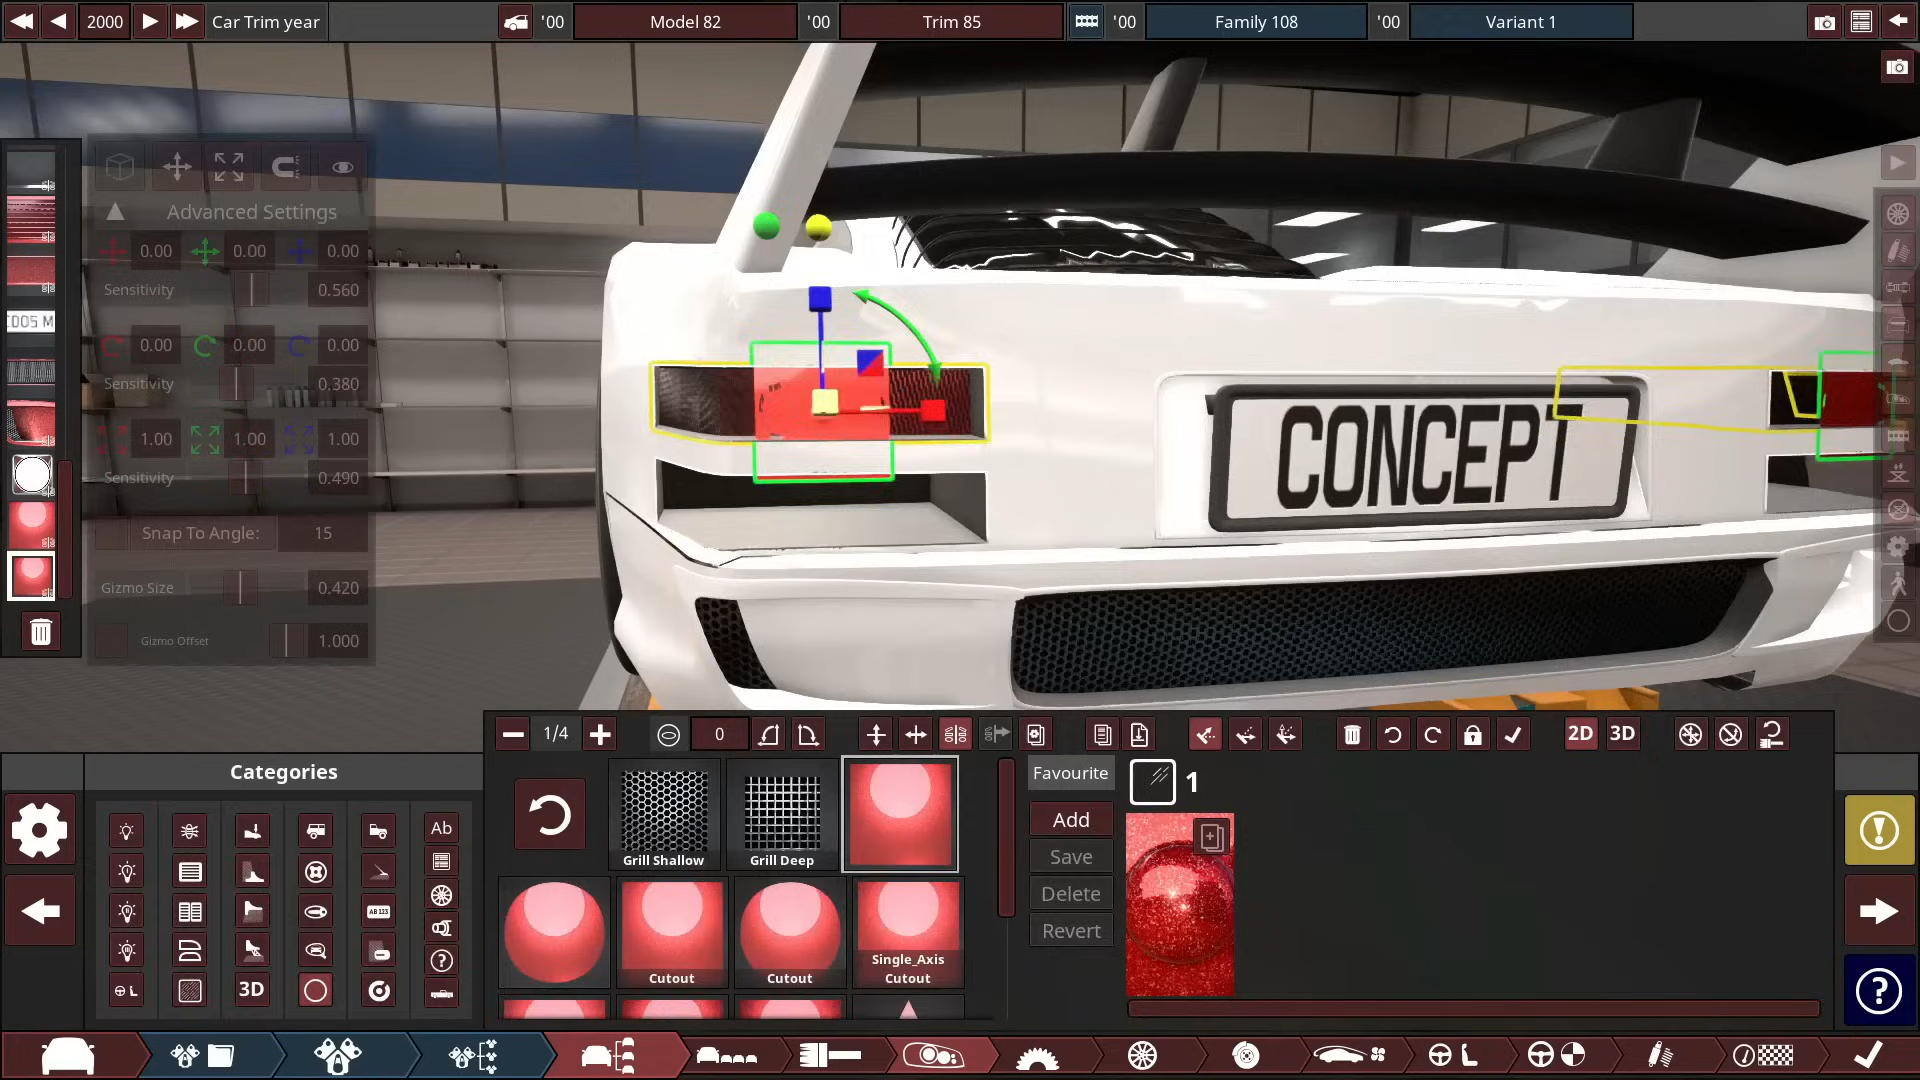 2000 Car Trim year '00 Model 82 '00 Trim 85 '00 Family 108 '00 Variant 1
Advanced Settings
0.00 0.00 0.00
Sensitivity 0.560
0.00 0.00 0.00
Sensitivity 0.380
1.00 1.00 1.00
Sensitivity 0.490
Snap To Angle: 15
Gizmo Size 0.420
Gizmo Offset 1.000
CONCEPT
1/4 0 2D 3D
Categories
Ab
AB 123
3D
Grill Shallow
Grill Deep
Cutout
Cutout
Single_Axis
Cutout
Favourite 1
Add
Save
Delete
Revert